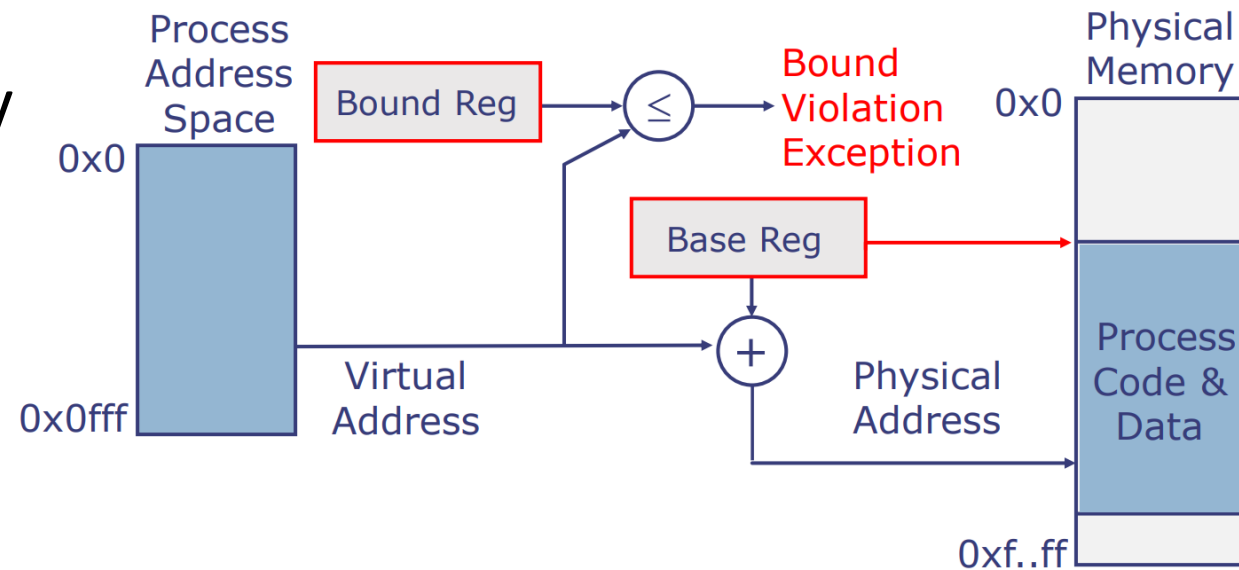 Process
Address
Space
0x0
0x0fff
Bound Reg
≤
Bound
Violation
Exception
Base Reg
+
Virtual
Address
Physical
Address
Physical
Memory
0x0
Process
Code &
Data
0xf..ff